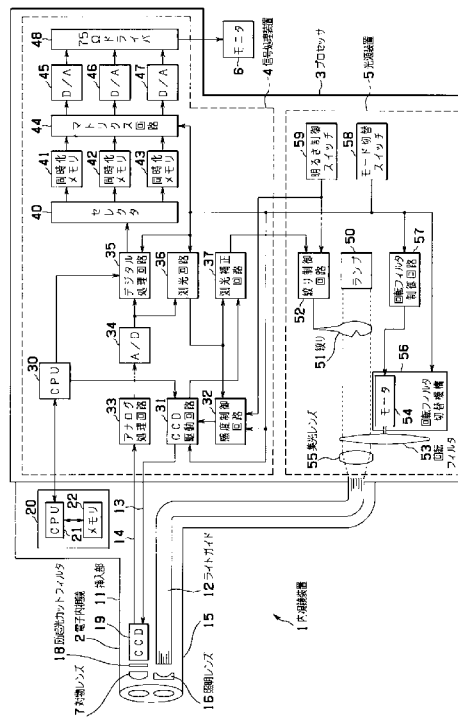 1 内視鏡装置
2 電子内視鏡
3 プロセッサ
4 信号処理装置
5 光源装置
6 モニタ
7 対物レンズ
11 挿入部
12 ライトガイド
13
14
15
16 照明レンズ
18 励起光カットフィルタ
19 CCD
20
21 CPU
22 メモリ
30 CPU
31 CCD駆動回路
32 感度制御回路
33 アナログ処理回路
34 A/D
35 デジタル処理回路
36 測光回路
37 測光補正回路
40 セレクタ
41 同時化メモリ
42 同時化メモリ
43 同時化メモリ
44 マトリックス回路
45 D/A
46 D/A
47 D/A
48 75Ωドライバ
50 ランプ
51 絞り
52 絞り制御回路
53 回転フィルタ
54 モータ
55 集光レンズ
56 回転フィルタ切替機構
57 回転フィルタ制御回路
58 モード切替スイッチ
59 明るさ制御スイッチ